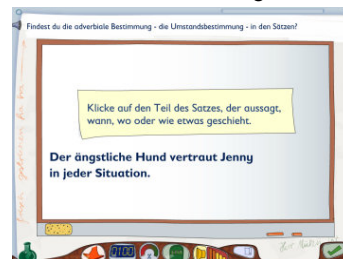 Findest du die adverbiale Bestimmung - die Umstandsbestimmung - in den Sätzen?
Klicke auf den Teil des Satzes, der aussagt,
wann, wo oder wie etwas geschieht.
Der ängstliche Hund vertraut Jenny
in jeder Situation.